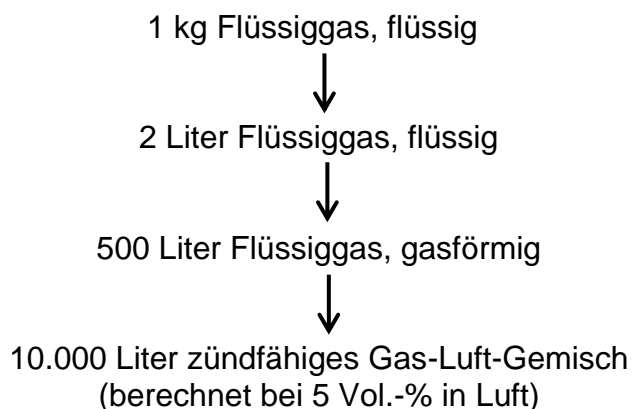 1 kg Flüssiggas, flüssig
2 Liter Flüssiggas, flüssig
500 Liter Flüssiggas, gasförmig
10.000 Liter zündfähiges Gas-Luft-Gemisch
(berechnet bei 5 Vol.-% in Luft)